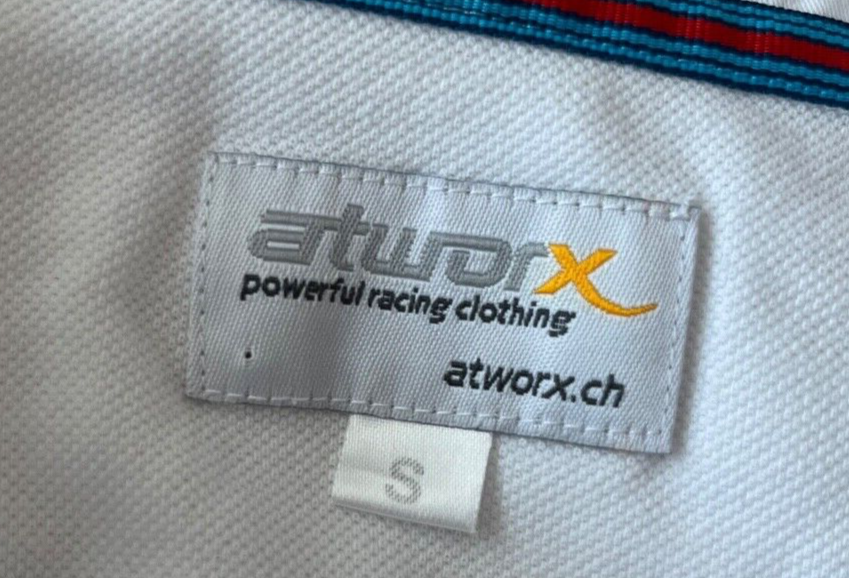 atworx
powerful racing clothing
atworx.ch
S